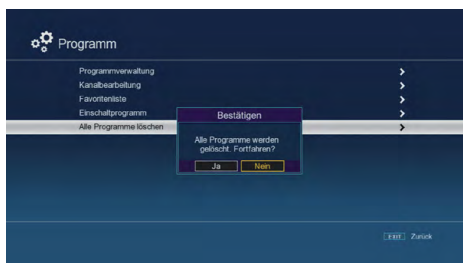 Programm
Programmverwaltung
Kanalbearbeitung
Favoritenliste
Einschaltprogramm
Alle Programme löschen
Bestätigen
Alle Programme werden
gelöscht. Fortfahren?
Ja Nein
EXIT Zurück